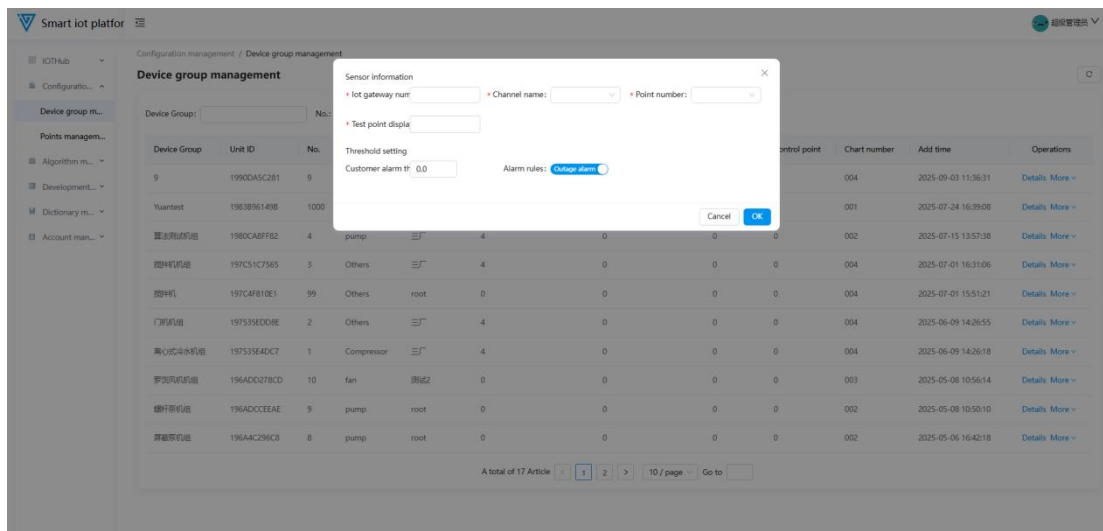 Smart iot platfor
超级管理员
IOTHub
Configuratio...
Device group m...
Points managem...
Algorithm m...
Development...
Dictionary m...
Account man...
Configuration management / Device group management
Device group management
Device Group:
No.:
Sensor information
* Iot gateway num
* Channel name:
* Point number:
* Test point displa
Threshold setting
Customer alarm th 0.0
Alarm rules: Outage alarm
Cancel OK
Device Group Unit ID No. ontrol point Chart number Add time Operations
9 1990DA5C281 9 004 2025-09-03 11:36:31 Details More
Yuantest 19838961498 1000 001 2025-07-24 16:39:08 Details More
算法测试机组 1980CA8FF82 4 pump 三厂 4 0 0 0 002 2025-07-15 13:57:38 Details More
搅拌机机组 197C51C7565 3 Others 三厂 4 0 0 0 004 2025-07-01 16:31:06 Details More
搅拌机 197C4F810E1 99 Others root 0 0 0 0 004 2025-07-01 15:51:21 Details More
门机机组 197535EDD8E 2 Others 三厂 4 0 0 0 004 2025-06-09 14:26:55 Details More
离心式冷水机组 197535E4DC7 1 Compressor 三厂 4 0 0 0 004 2025-06-09 14:26:18 Details More
罗茨风机机组 196ADD278CD 10 fan 测试2 0 0 0 0 003 2025-05-08 10:56:14 Details More
螺杆泵机组 196ADCCEEAE 9 pump root 0 0 0 0 002 2025-05-08 10:50:10 Details More
屏蔽泵机组 196A4C296C8 8 pump root 0 0 0 0 002 2025-05-06 16:42:18 Details More
A total of 17 Article < 1 2 > 10 / page Go to